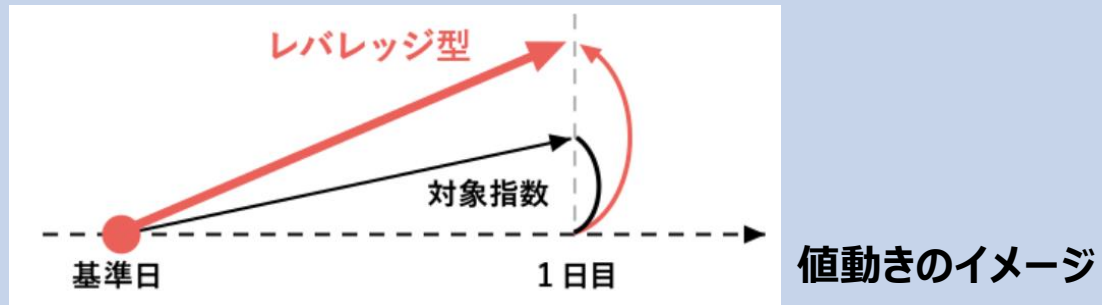 レバレッジ型
対象指数
基準日
1日目
値動きのイメージ